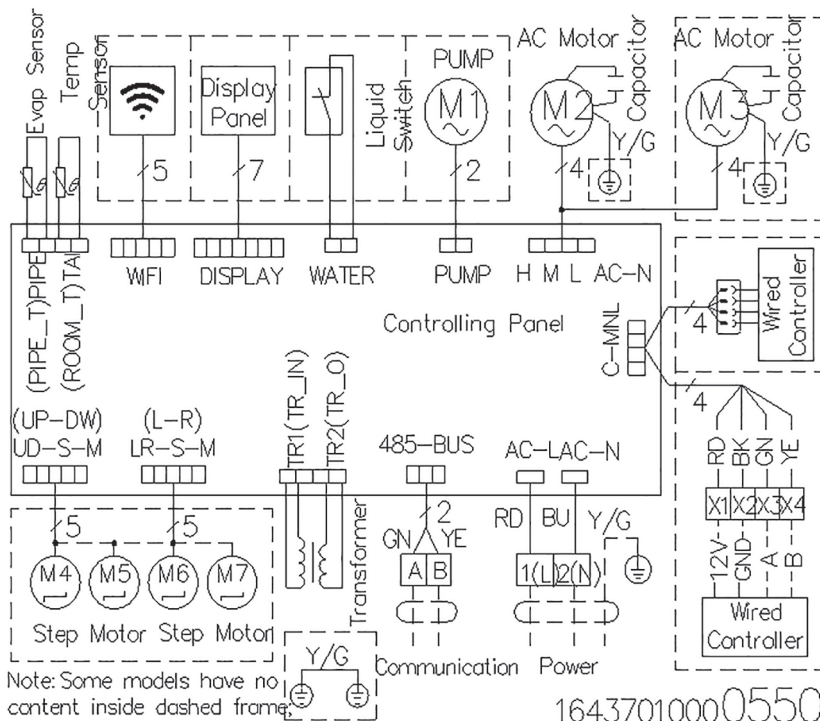 Evap Sensor
Temp
Sensor
Display
Panel
Liquid
Switch
PUMP
M1
AC Motor
M2
Capacitor
Y/G
AC Motor
M3
Capacitor
Y/G
5
7
2
4
4
(PIPE_T)PIPE
(ROOM_T)TAI
WIFI
DISPLAY
WATER
PUMP
H M L AC-N
Controlling Panel
C-MNL
4
Wired
Controller
4
(UP-DW)
UD-S-M
(L-R)
LR-S-M
TR1(TR_IN)
TR2(TR_O)
485-BUS
AC-L
AC-N
RD
BK
GN
YE
X1
X2
X3
X4
12V
GND
A
B
Wired
Controller
5
5
M4
M5
M6
M7
Step Motor
Step Motor
Transformer
2
GN
YE
A
B
RD
BU
Y/G
1(L)
2(N)
Y/G
Communication
Power
Note: Some models have no
content inside dashed frame;
16437010000550